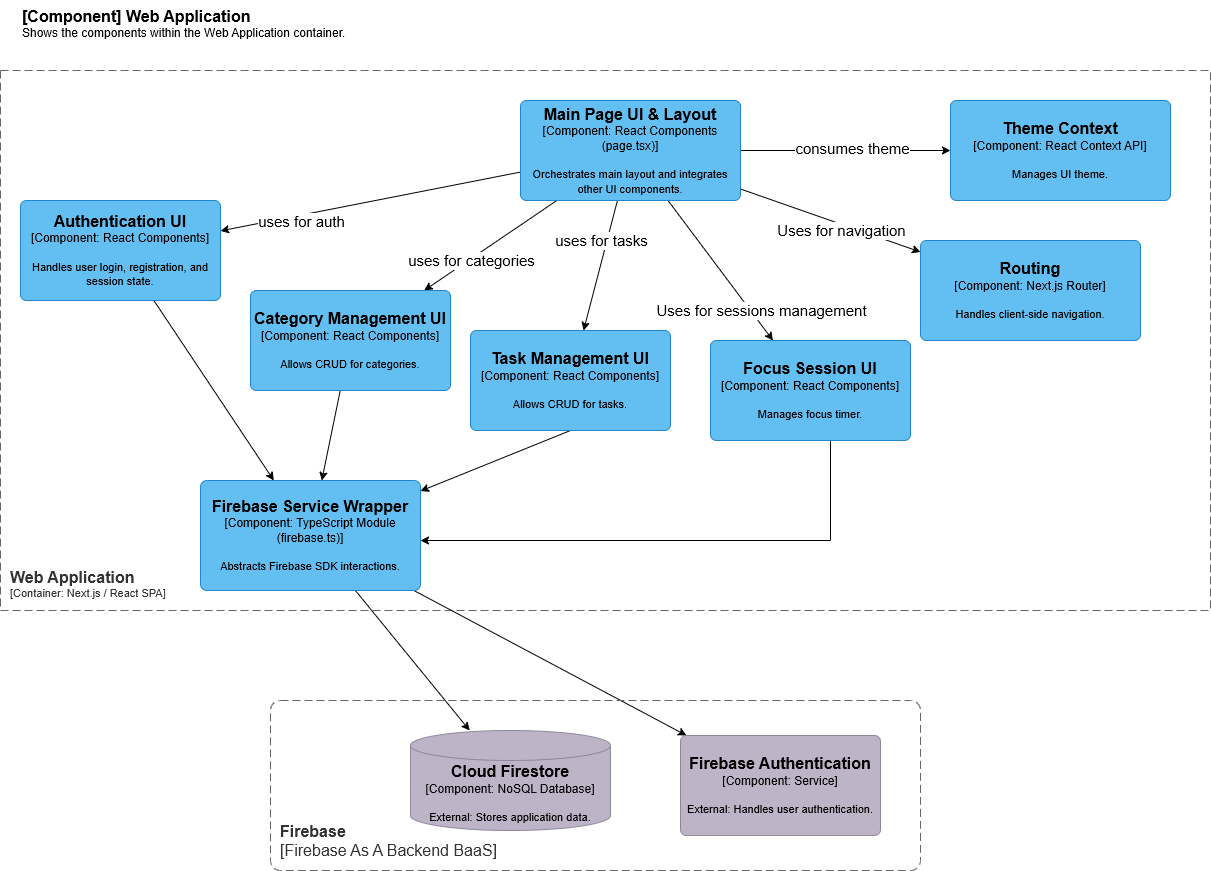 [Component] Web Application
Shows the components within the Web Application container.
Main Page UI & Layout
[Component: React Components
(page.tsx)]
Orchestrates main layout and integrates
other UI components.
consumes theme
Theme Context
[Component: React Context API]
Manages UI theme.
uses for auth
Authentication UI
[Component: React Components]
Handles user login, registration, and
session state.
uses for categories
Category Management UI
[Component: React Components]
Allows CRUD for categories.
uses for tasks
Task Management UI
[Component: React Components]
Allows CRUD for tasks.
Uses for sessions management
Focus Session UI
[Component: React Components]
Manages focus timer.
Uses for navigation
Routing
[Component: Next.js Router]
Handles client-side navigation.
Firebase Service Wrapper
[Component: TypeScript Module
(firebase.ts)]
Abstracts Firebase SDK interactions.
Web Application
[Container: Next.js / React SPA]
Cloud Firestore
[Component: NoSQL Database]
External: Stores application data.
Firebase Authentication
[Component: Service]
External: Handles user authentication.
Firebase
[Firebase As A Backend BaaS]